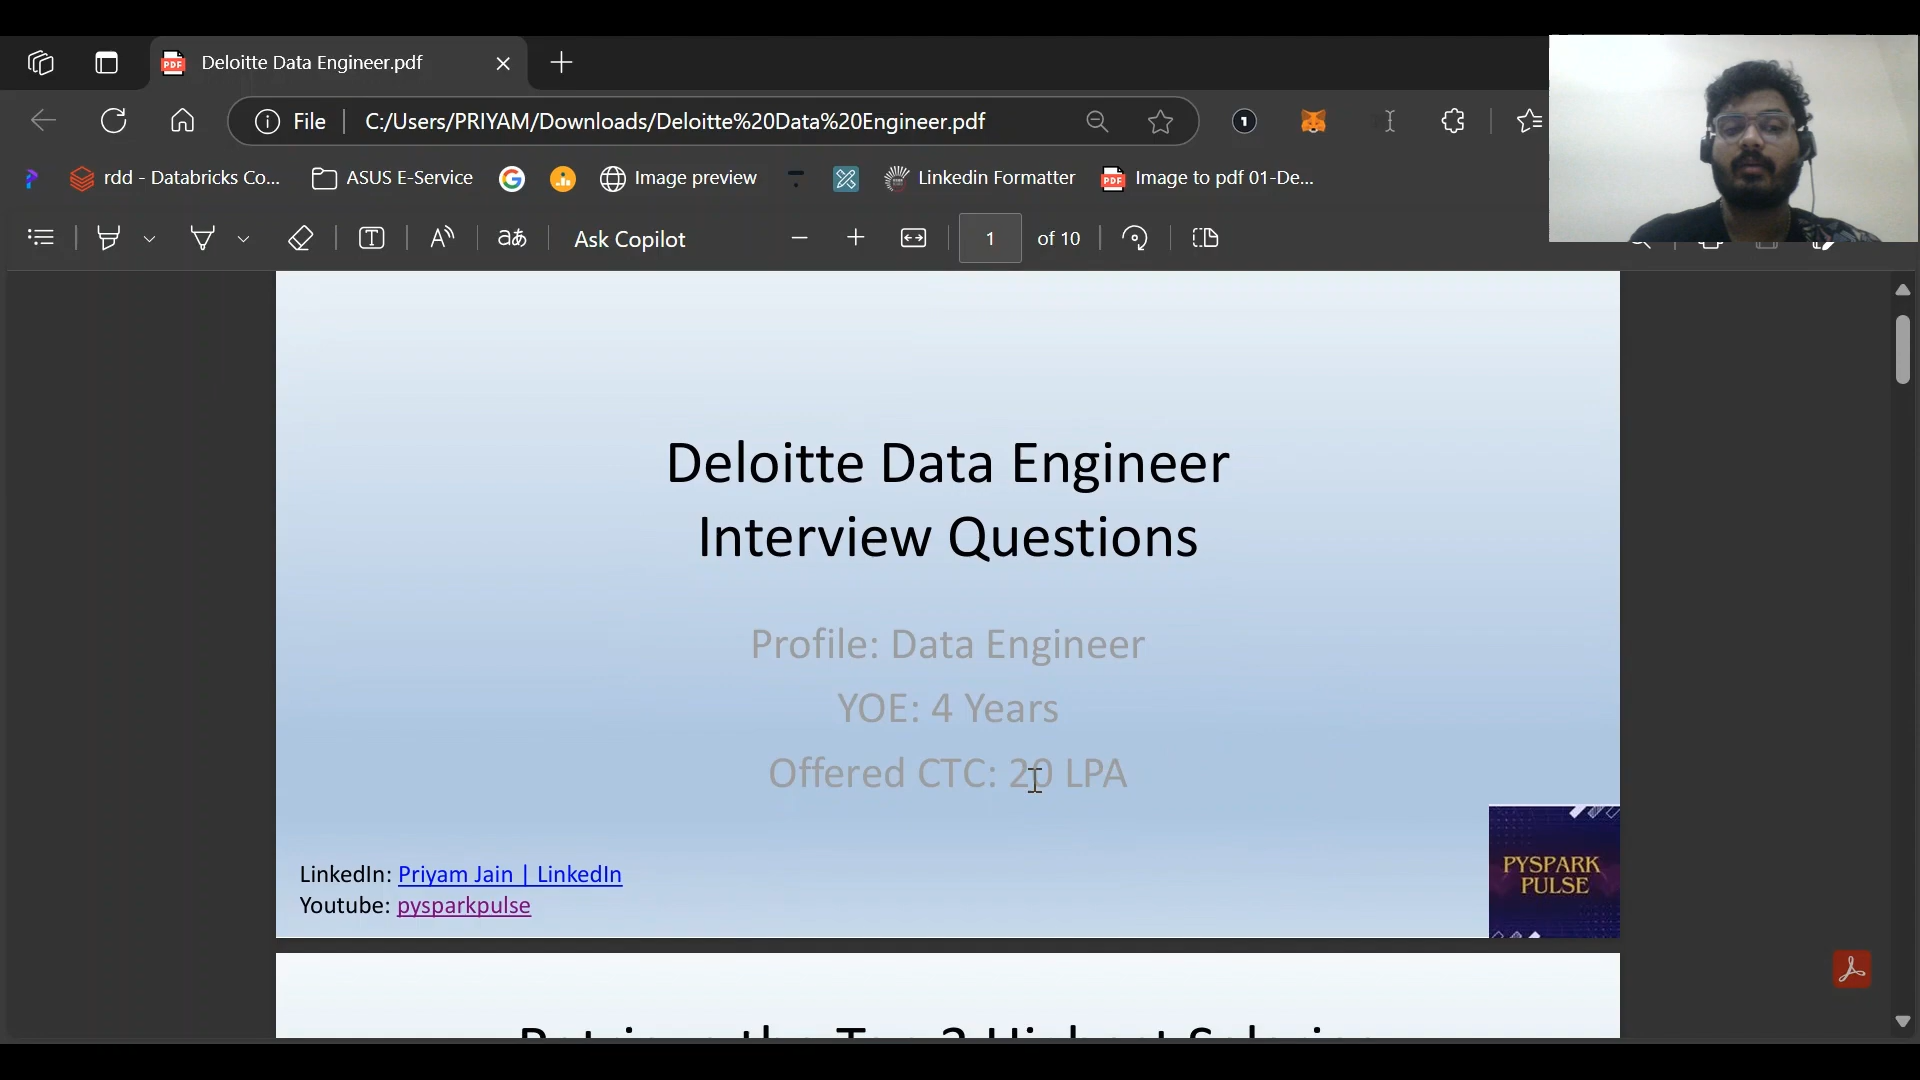 Deloitte Data Engineer.pdf
File
C:/Users/PRIYAM/Downloads/Deloitte%20Data%20Engineer.pdf
rdd - Databricks Co...
ASUS E-Service
Image preview
Linkedin Formatter
Image to pdf 01-De...
Ask Copilot
1
of 10
Deloitte Data Engineer
Interview Questions
Profile: Data Engineer
YOE: 4 Years
Offered CTC: 20 LPA
LinkedIn: Priyam Jain | LinkedIn
Youtube: pysparkpulse
PYSPARK
PULSE